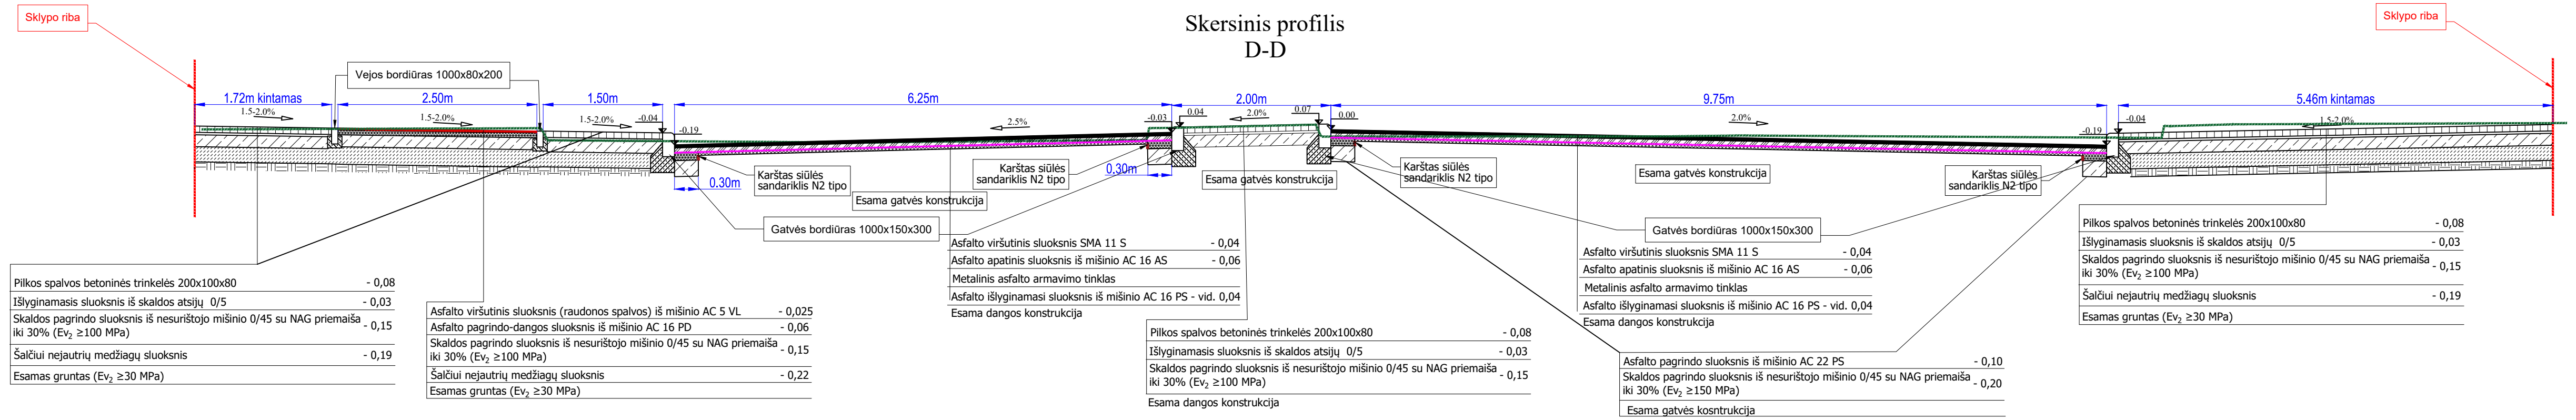 Skersinis profilis
D-D
Sklypo riba
Sklypo riba
Vejos bordiūras 1000x80x200
1.72m kintamas
2.50m
1.50m
6.25m
2.00m
9.75m
5.46m kintamas
1.5-2.0%
1.5-2.0%
1.5-2.0%
-0.04
-0.19
2.5%
-0.03
0.04
2.0%
0.07
0.00
2.0%
-0.19
-0.04
1.5-2.0%
0.30m
Karštas siūlės
sandariklis N2 tipo
Esama gatvės konstrukcija
Karštas siūlės
sandariklis N2 tipo
0.30m
Esama gatvės konstrukcija
Karštas siūlės
sandariklis N2 tipo
Esama gatvės konstrukcija
Karštas siūlės
sandariklis N2 tipo
Gatvės bordiūras 1000x150x300
Gatvės bordiūras 1000x150x300
Pilkos spalvos betoninės trinkelės 200x100x80 - 0,08
Išlyginamasis sluoksnis iš skaldos atsijų 0/5 - 0,03
Skaldos pagrindo sluoksnis iš nesurištojo mišinio 0/45 su NAG priemaiša
iki 30% (Ev₂ ≥100 MPa) - 0,15
Šalčiui nejautrių medžiagų sluoksnis - 0,19
Esamas gruntas (Ev₂ ≥30 MPa)
Asfalto viršutinis sluoksnis (raudonos spalvos) iš mišinio AC 5 VL - 0,025
Asfalto pagrindo-dangos sluoksnis iš mišinio AC 16 PD - 0,06
Skaldos pagrindo sluoksnis iš nesurištojo mišinio 0/45 su NAG priemaiša
iki 30% (Ev₂ ≥100 MPa) - 0,15
Šalčiui nejautrių medžiagų sluoksnis - 0,22
Esamas gruntas (Ev₂ ≥30 MPa)
Asfalto viršutinis sluoksnis SMA 11 S - 0,04
Asfalto apatinis sluoksnis iš mišinio AC 16 AS - 0,06
Metalinis asfalto armavimo tinklas
Asfalto išlyginamasi sluoksnis iš mišinio AC 16 PS - vid. 0,04
Esama dangos konstrukcija
Pilkos spalvos betoninės trinkelės 200x100x80 - 0,08
Išlyginamasis sluoksnis iš skaldos atsijų 0/5 - 0,03
Skaldos pagrindo sluoksnis iš nesurištojo mišinio 0/45 su NAG priemaiša
iki 30% (Ev₂ ≥100 MPa) - 0,15
Esama dangos konstrukcija
Asfalto viršutinis sluoksnis SMA 11 S - 0,04
Asfalto apatinis sluoksnis iš mišinio AC 16 AS - 0,06
Metalinis asfalto armavimo tinklas
Asfalto išlyginamasi sluoksnis iš mišinio AC 16 PS - vid. 0,04
Esama dangos konstrukcija
Asfalto pagrindo sluoksnis iš mišinio AC 22 PS - 0,10
Skaldos pagrindo sluoksnis iš nesurištojo mišinio 0/45 su NAG priemaiša
iki 30% (Ev₂ ≥150 MPa) - 0,20
Esama gatvės kosntrukcija
Pilkos spalvos betoninės trinkelės 200x100x80 - 0,08
Išlyginamasis sluoksnis iš skaldos atsijų 0/5 - 0,03
Skaldos pagrindo sluoksnis iš nesurištojo mišinio 0/45 su NAG priemaiša
iki 30% (Ev₂ ≥100 MPa) - 0,15
Šalčiui nejautrių medžiagų sluoksnis - 0,19
Esamas gruntas (Ev₂ ≥30 MPa)